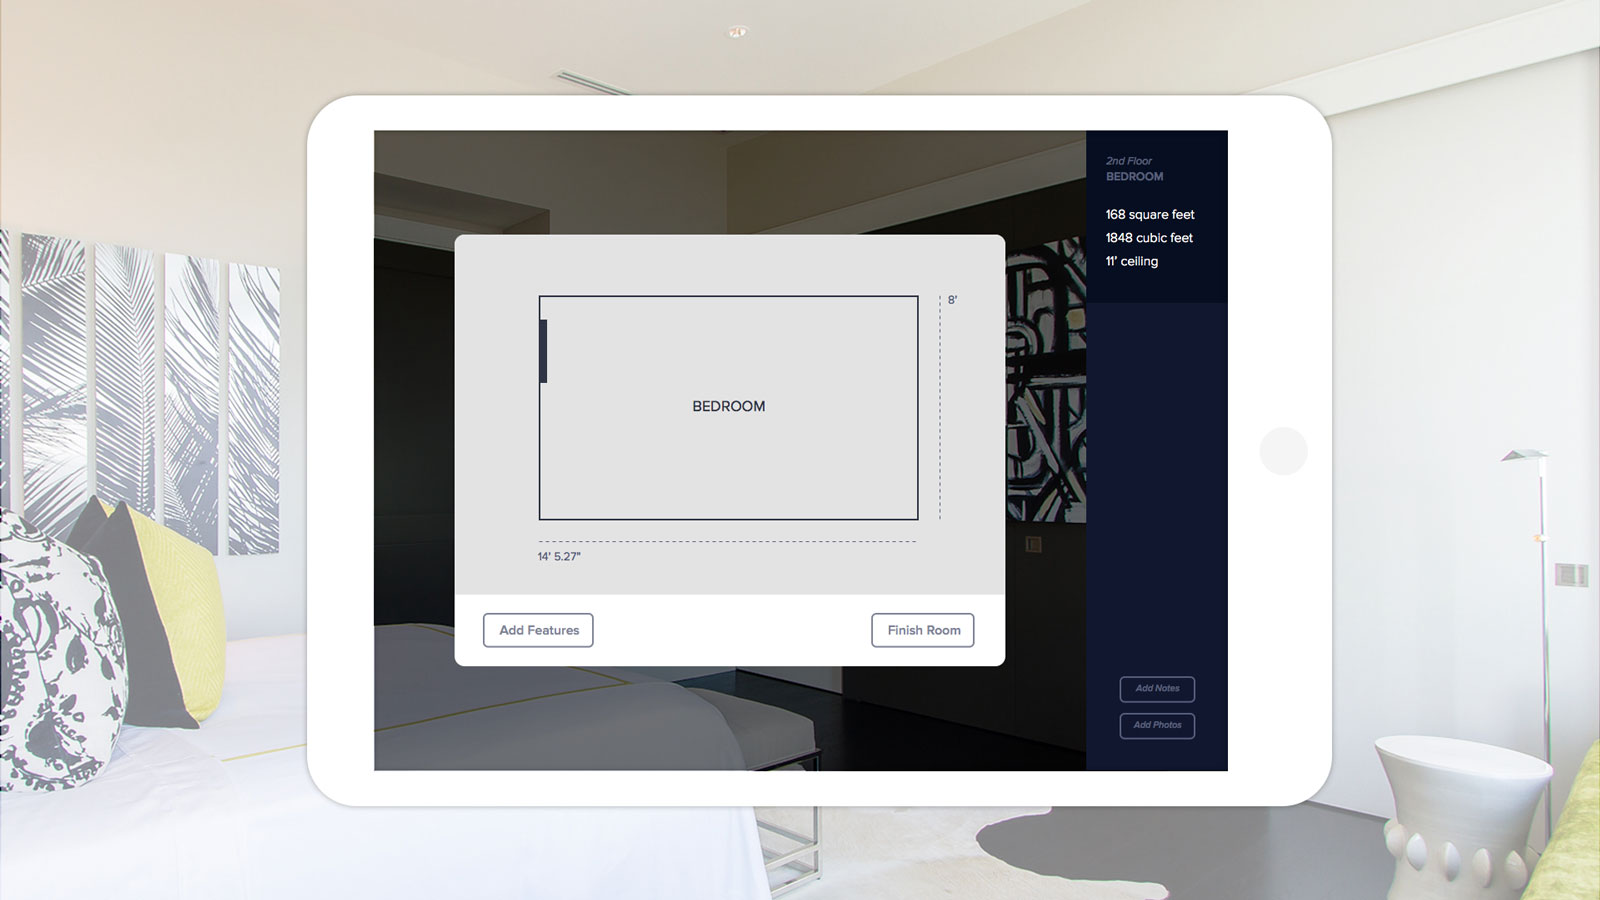 2nd Floor
BEDROOM
168 square feet
1848 cubic feet
11' ceiling
8'
BEDROOM
14' 5.27"
Add Features
Finish Room
Add Notes
Add Photos